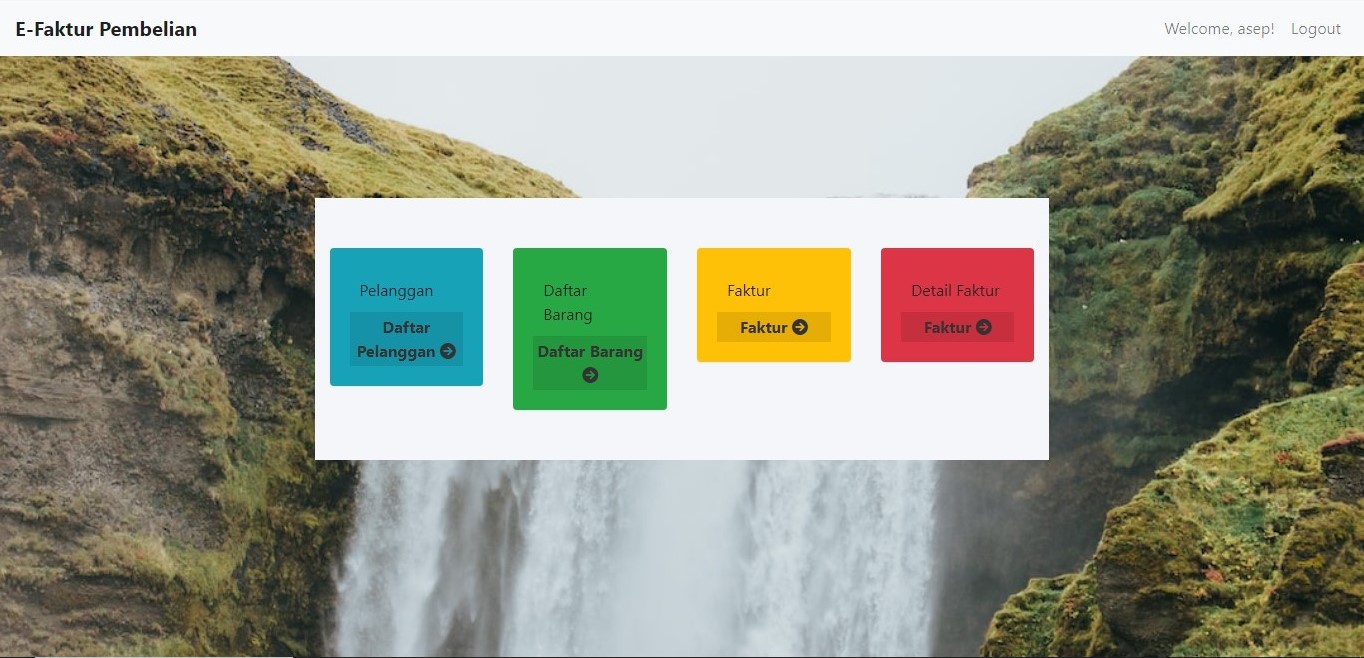 E-Faktur Pembelian
Welcome, asep!
Logout
Pelanggan
Daftar
Pelanggan
Daftar
Barang
Daftar Barang
Faktur
Faktur
Detail Faktur
Faktur